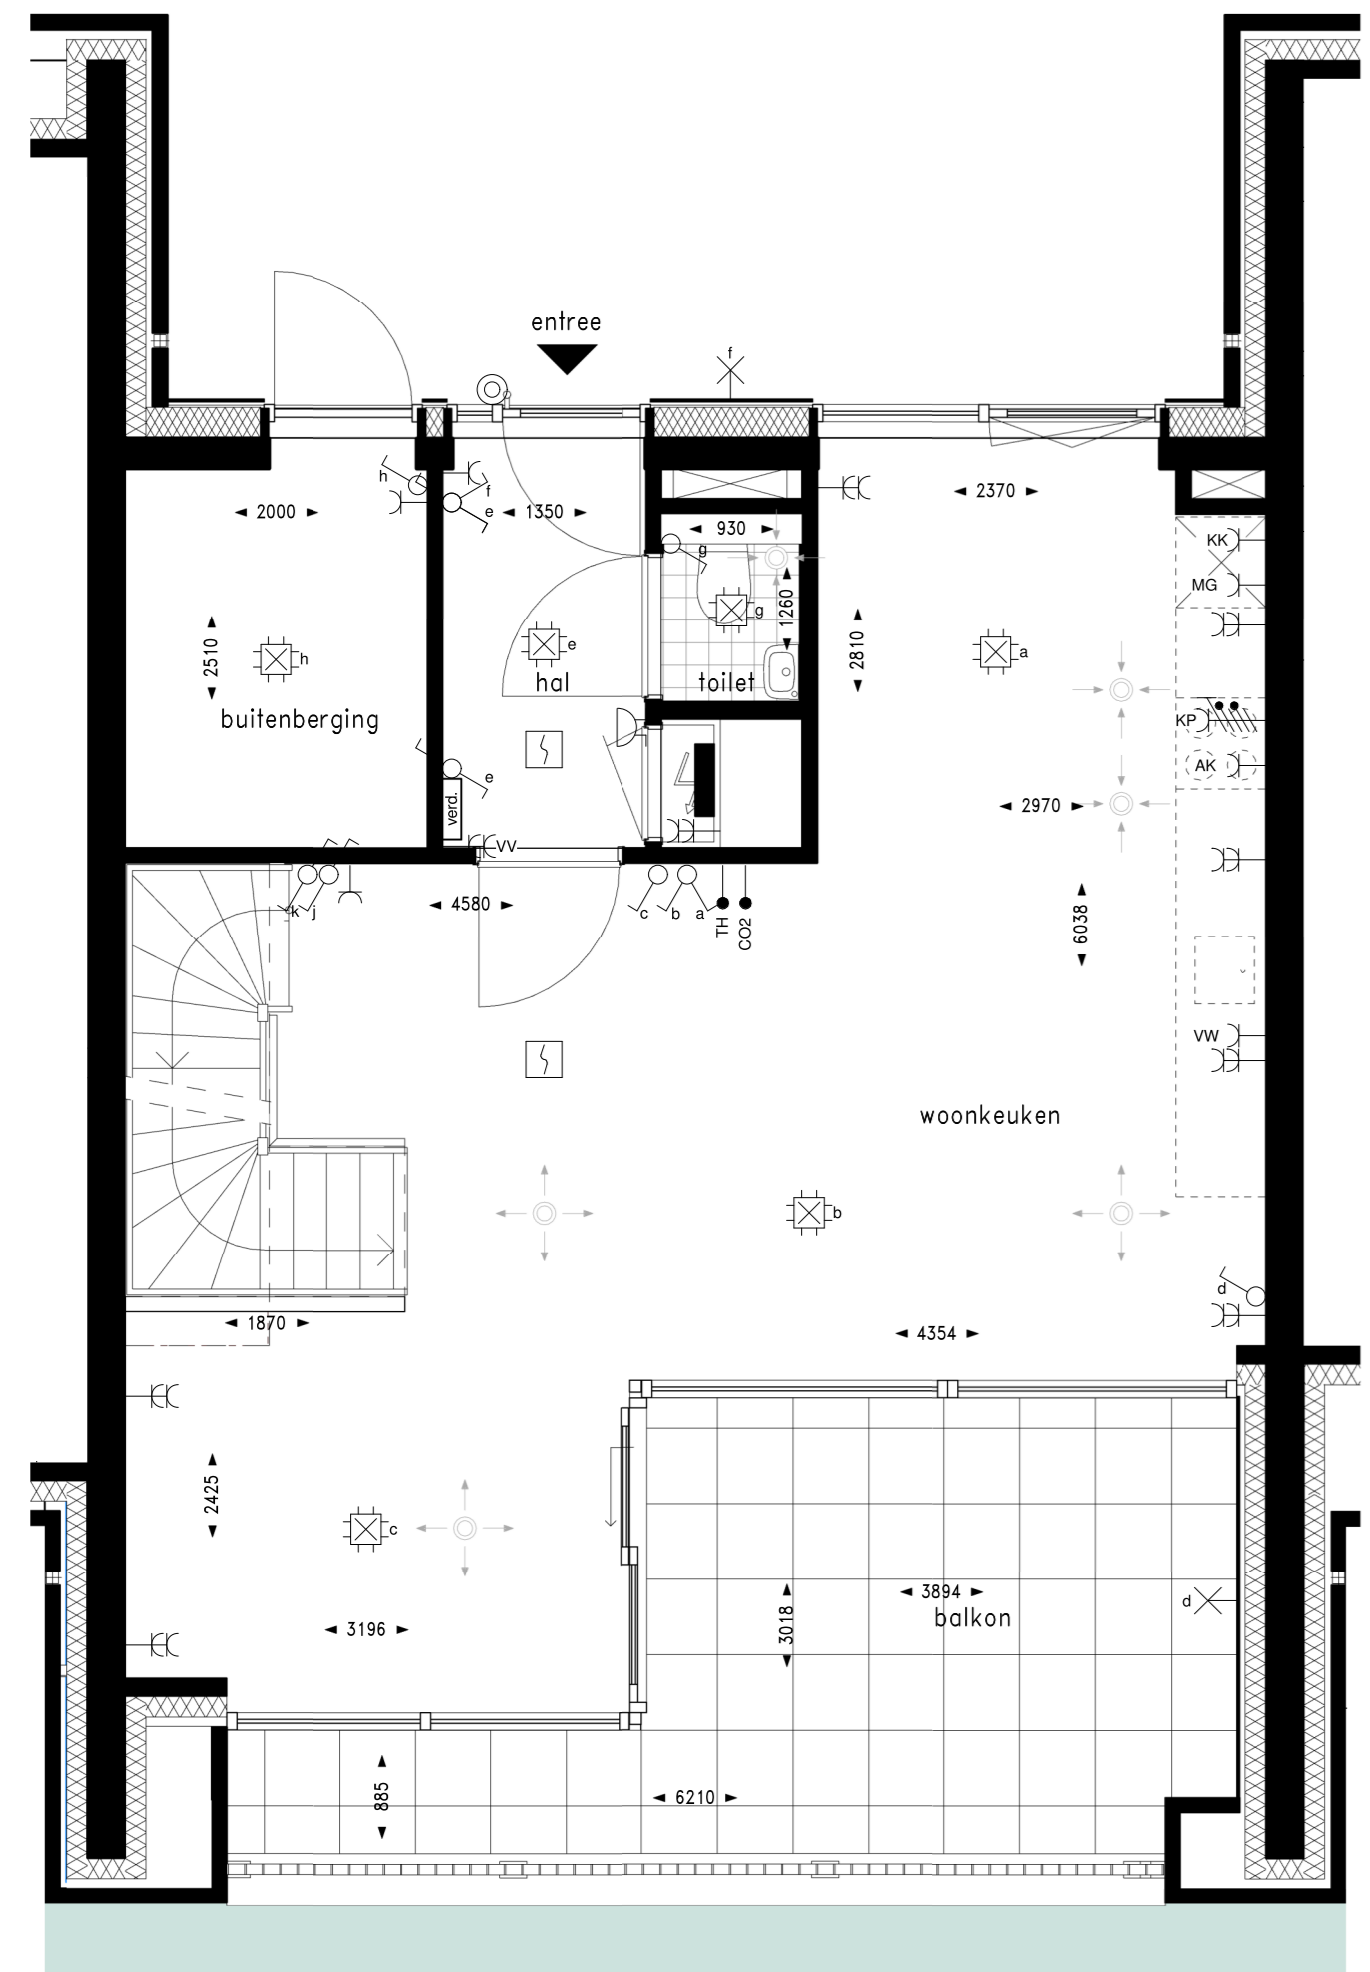 entree
f
h
f
e
2000
1350
g
930
2370
KK
MG
1260
g
2510
h
e
2810
a
hal
toilet
buitenberging
KP
AK
e
verd.
2970
VV
k
j
4580
c
b
a
TH
CO2
6038
VW
woonkeuken
b
d
1870
4354
2425
c
3018
3894
balkon
d
3196
885
6210